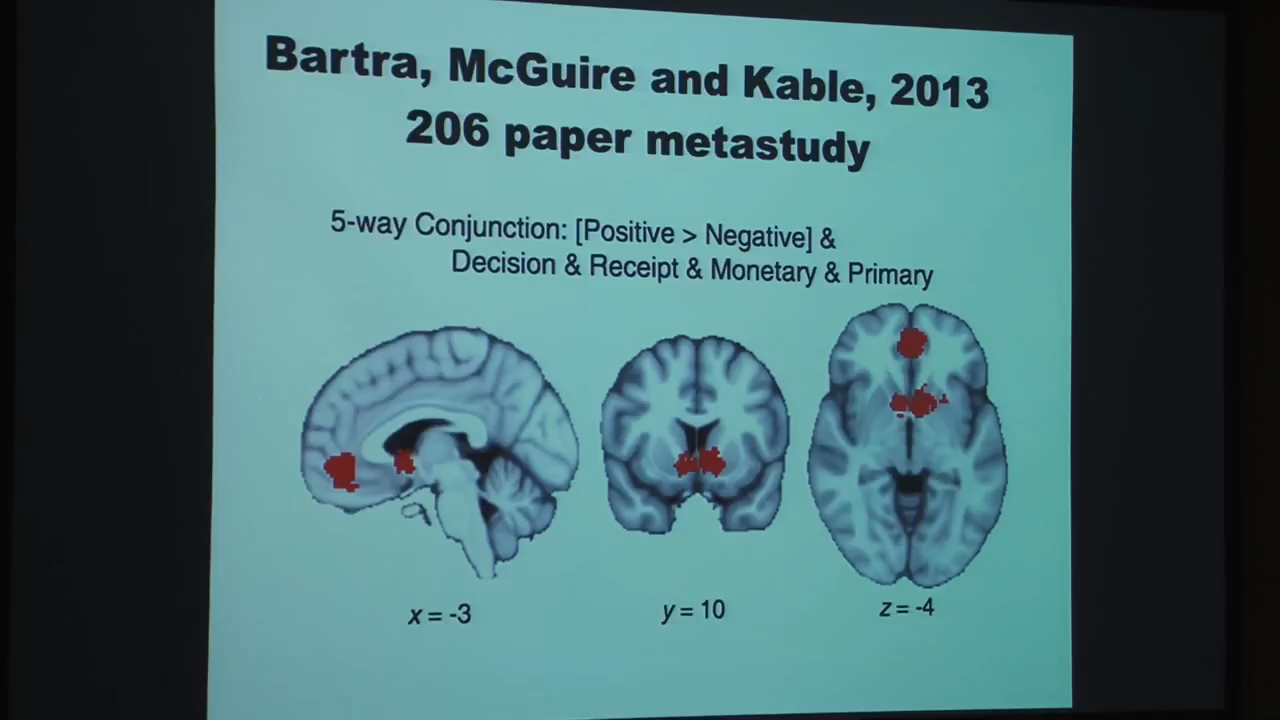 Bartra, McGuire and Kable, 2013
206 paper metastudy
5-way Conjunction: [Positive > Negative] &
Decision & Receipt & Monetary & Primary
x = -3
y = 10
z = -4